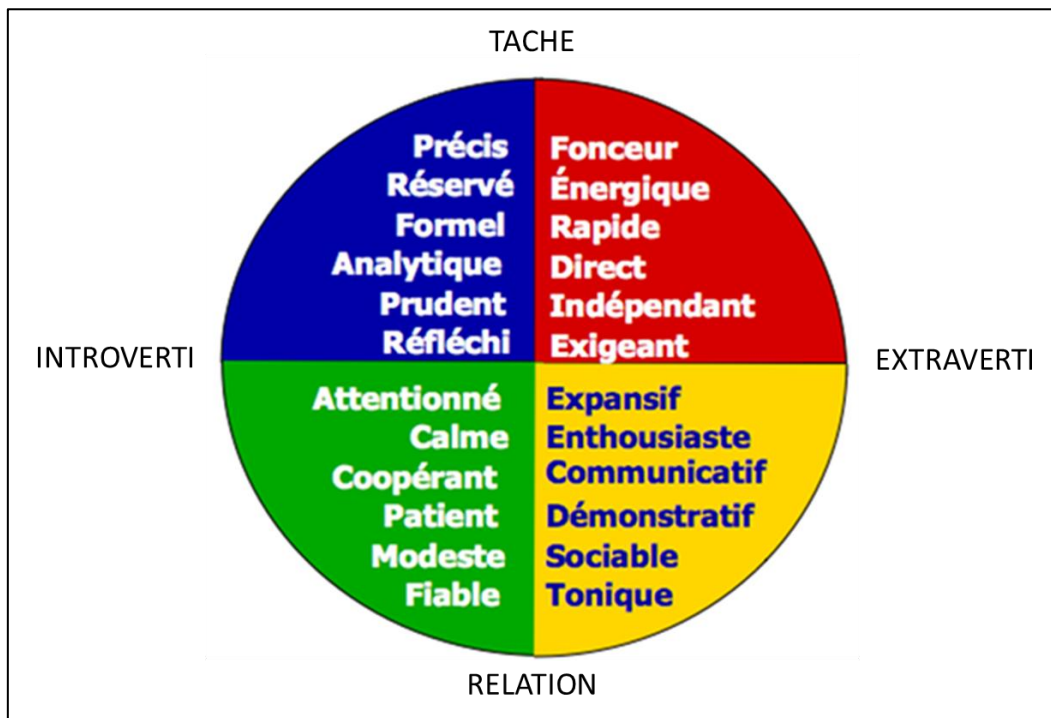 TACHE
Précis
Réservé
Formel
Analytique
Prudent
Réfléchi
Fonceur
Énergique
Rapide
Direct
Indépendant
Exigeant
INTROVERTI
EXTRAVERTI
Attentionné
Calme
Coopérant
Patient
Modeste
Fiable
Expansif
Enthousiaste
Communicatif
Démonstratif
Sociable
Tonique
RELATION